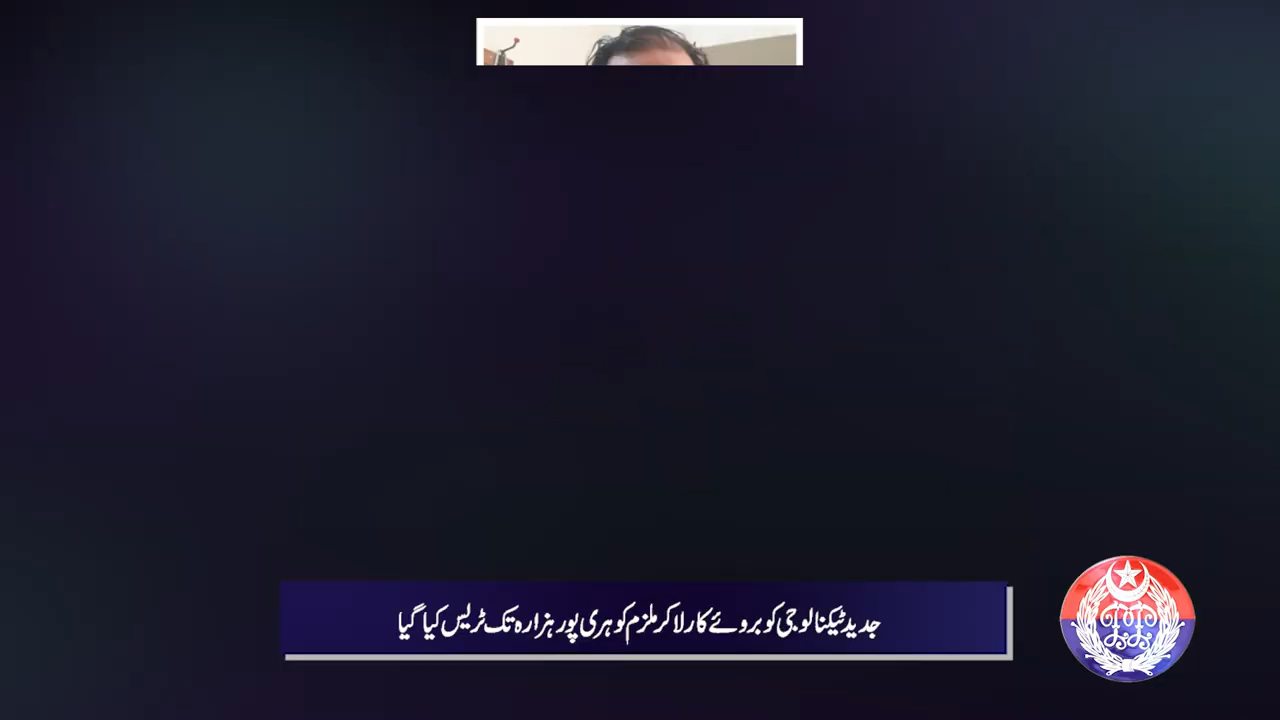 جدید ٹیکنالوجی کو بروئے کار لا کر ملزم کو ہری پور ہزارہ تک ٹریس کیا گیا